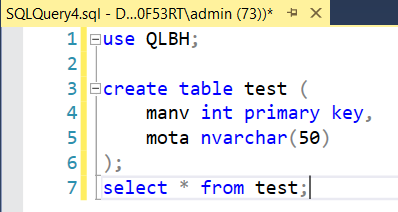 SQLQuery4.sql - D...0F53RT\admin (73))*
1 use QLBH;
2
3 create table test (
4     manv int primary key,
5     mota nvarchar(50)
6 );
7 select * from test;